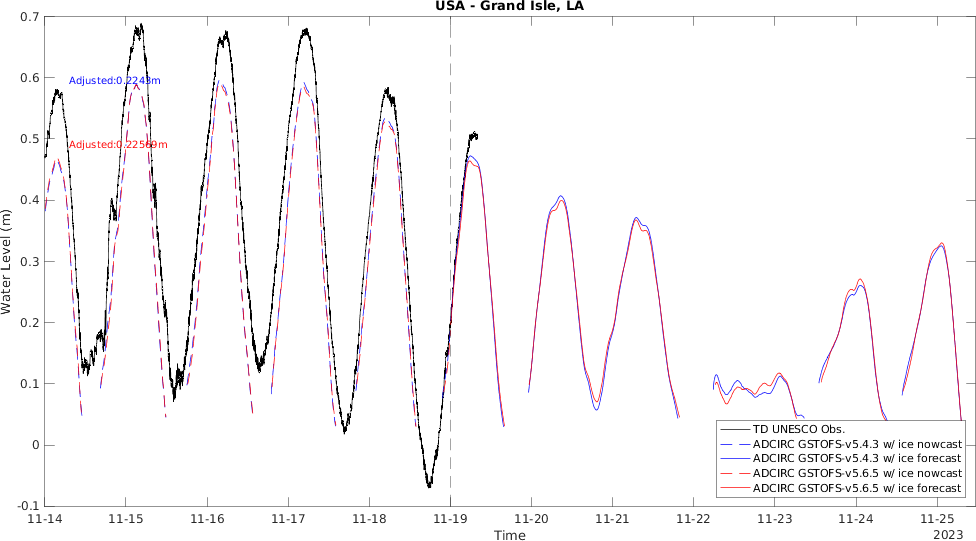 USA - Grand Isle, LA
0.7
0.6
0.5
0.4
0.3
0.2
0.1
0
-0.1
Water Level (m)
Adjusted:0.2243m
Adjusted:0.22569m
TD UNESCO Obs.
ADCIRC GSTOFS-v5.4.3 w/ ice nowcast
ADCIRC GSTOFS-v5.4.3 w/ ice forecast
ADCIRC GSTOFS-v5.6.5 w/ ice nowcast
ADCIRC GSTOFS-v5.6.5 w/ ice forecast
11-14 11-15 11-16 11-17 11-18 11-19 11-20 11-21 11-22 11-23 11-24 11-25
Time
2023